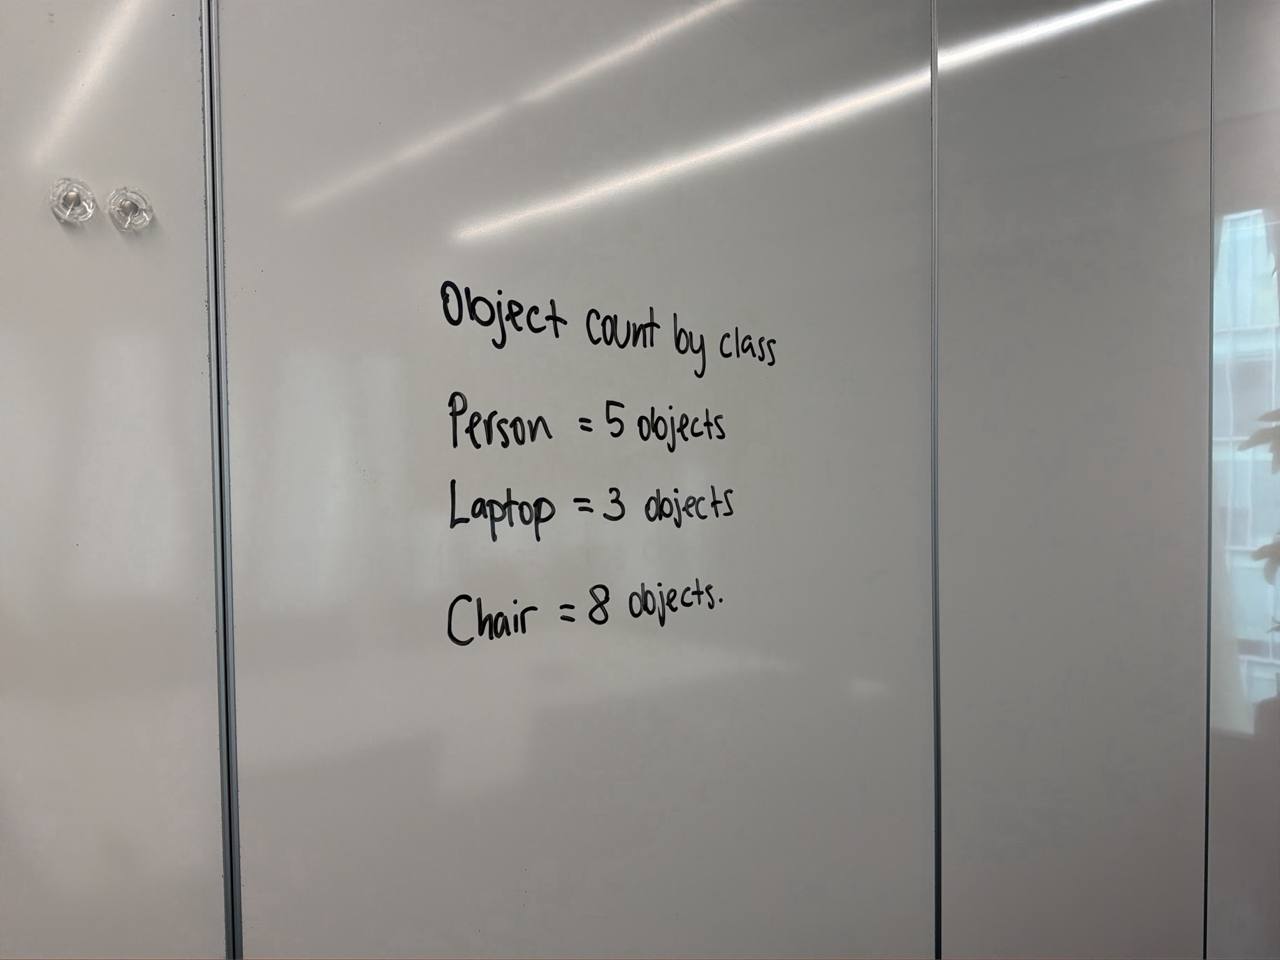 Object count by class
Person = 5 objects
Laptop = 3 objects
Chair = 8 objects.